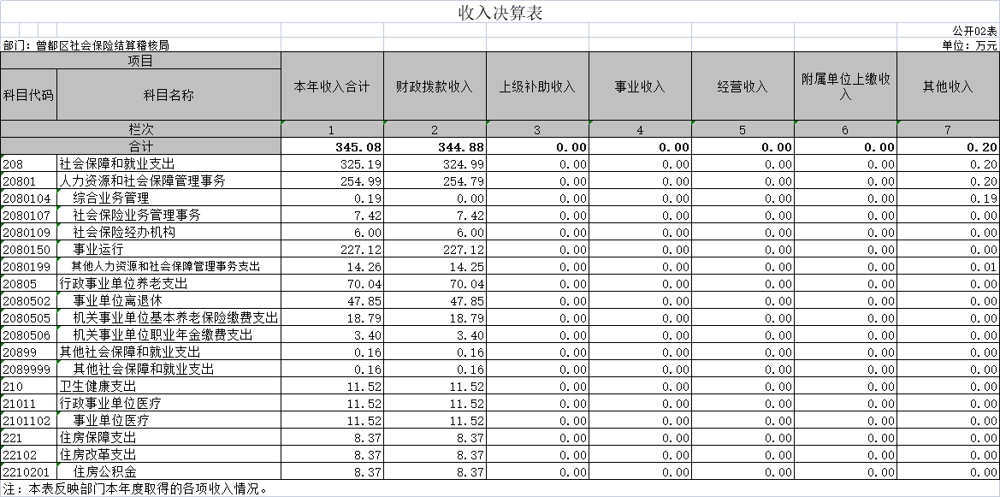 收入决算表
公开02表
部门：曾都区社会保险结算稽核局 单位：万元
项目 本年收入合计 财政拨款收入 上级补助收入 事业收入 经营收入 附属单位上缴收入 其他收入
科目代码 科目名称
栏次 1 2 3 4 5 6 7
合计 345.08 344.88 0.00 0.00 0.00 0.00 0.20
208 社会保障和就业支出 325.19 324.99 0.00 0.00 0.00 0.00 0.20
20801 人力资源和社会保障管理事务 254.99 254.79 0.00 0.00 0.00 0.00 0.20
2080104 综合业务管理 0.19 0.00 0.00 0.00 0.00 0.00 0.19
2080107 社会保险业务管理事务 7.42 7.42 0.00 0.00 0.00 0.00 0.00
2080109 社会保险经办机构 6.00 6.00 0.00 0.00 0.00 0.00 0.00
2080150 事业运行 227.12 227.12 0.00 0.00 0.00 0.00 0.00
2080199 其他人力资源和社会保障管理事务支出 14.26 14.25 0.00 0.00 0.00 0.00 0.01
20805 行政事业单位养老支出 70.04 70.04 0.00 0.00 0.00 0.00 0.00
2080502 事业单位离退休 47.85 47.85 0.00 0.00 0.00 0.00 0.00
2080505 机关事业单位基本养老保险缴费支出 18.79 18.79 0.00 0.00 0.00 0.00 0.00
2080506 机关事业单位职业年金缴费支出 3.40 3.40 0.00 0.00 0.00 0.00 0.00
20899 其他社会保障和就业支出 0.16 0.16 0.00 0.00 0.00 0.00 0.00
2089999 其他社会保障和就业支出 0.16 0.16 0.00 0.00 0.00 0.00 0.00
210 卫生健康支出 11.52 11.52 0.00 0.00 0.00 0.00 0.00
21011 行政事业单位医疗 11.52 11.52 0.00 0.00 0.00 0.00 0.00
2101102 事业单位医疗 11.52 11.52 0.00 0.00 0.00 0.00 0.00
221 住房保障支出 8.37 8.37 0.00 0.00 0.00 0.00 0.00
22102 住房改革支出 8.37 8.37 0.00 0.00 0.00 0.00 0.00
2210201 住房公积金 8.37 8.37 0.00 0.00 0.00 0.00 0.00
注：本表反映部门本年度取得的各项收入情况。